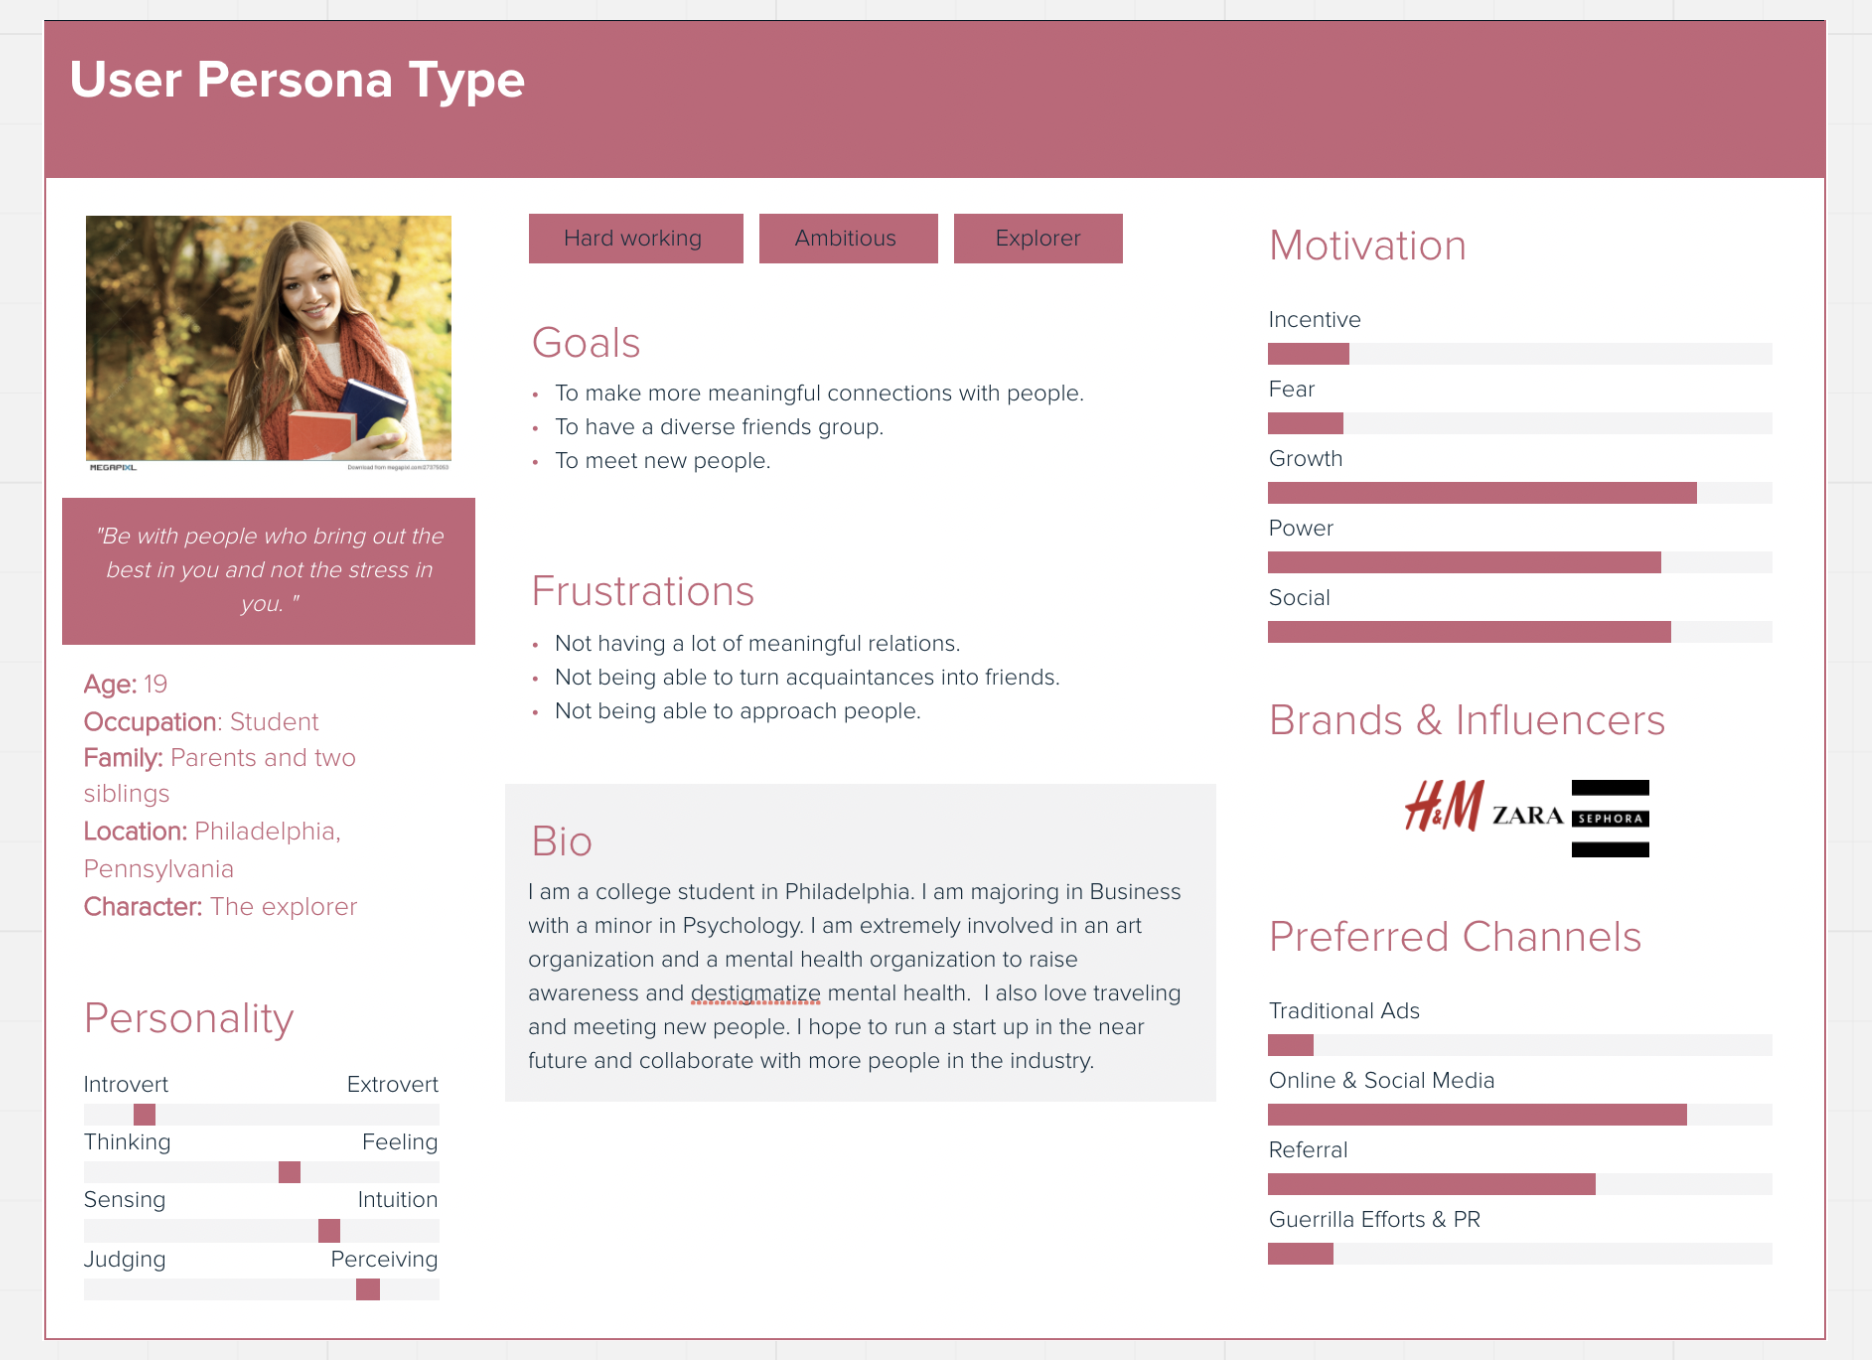 User Persona Type
MEGAPIXL
Download from megapixl.com/27375053
"Be with people who bring out the
best in you and not the stress in
you. "
Age: 19
Occupation: Student
Family: Parents and two
siblings
Location: Philadelphia,
Pennsylvania
Character: The explorer
Personality
Introvert Extrovert
Thinking Feeling
Sensing Intuition
Judging Perceiving
Hard working Ambitious Explorer
Goals
• To make more meaningful connections with people.
• To have a diverse friends group.
• To meet new people.
Frustrations
• Not having a lot of meaningful relations.
• Not being able to turn acquaintances into friends.
• Not being able to approach people.
Bio
I am a college student in Philadelphia. I am majoring in Business
with a minor in Psychology. I am extremely involved in an art
organization and a mental health organization to raise
awareness and destigmatize mental health.  I also love traveling
and meeting new people. I hope to run a start up in the near
future and collaborate with more people in the industry.
Motivation
Incentive
Fear
Growth
Power
Social
Brands & Influencers
H&M ZARA SEPHORA
Preferred Channels
Traditional Ads
Online & Social Media
Referral
Guerrilla Efforts & PR